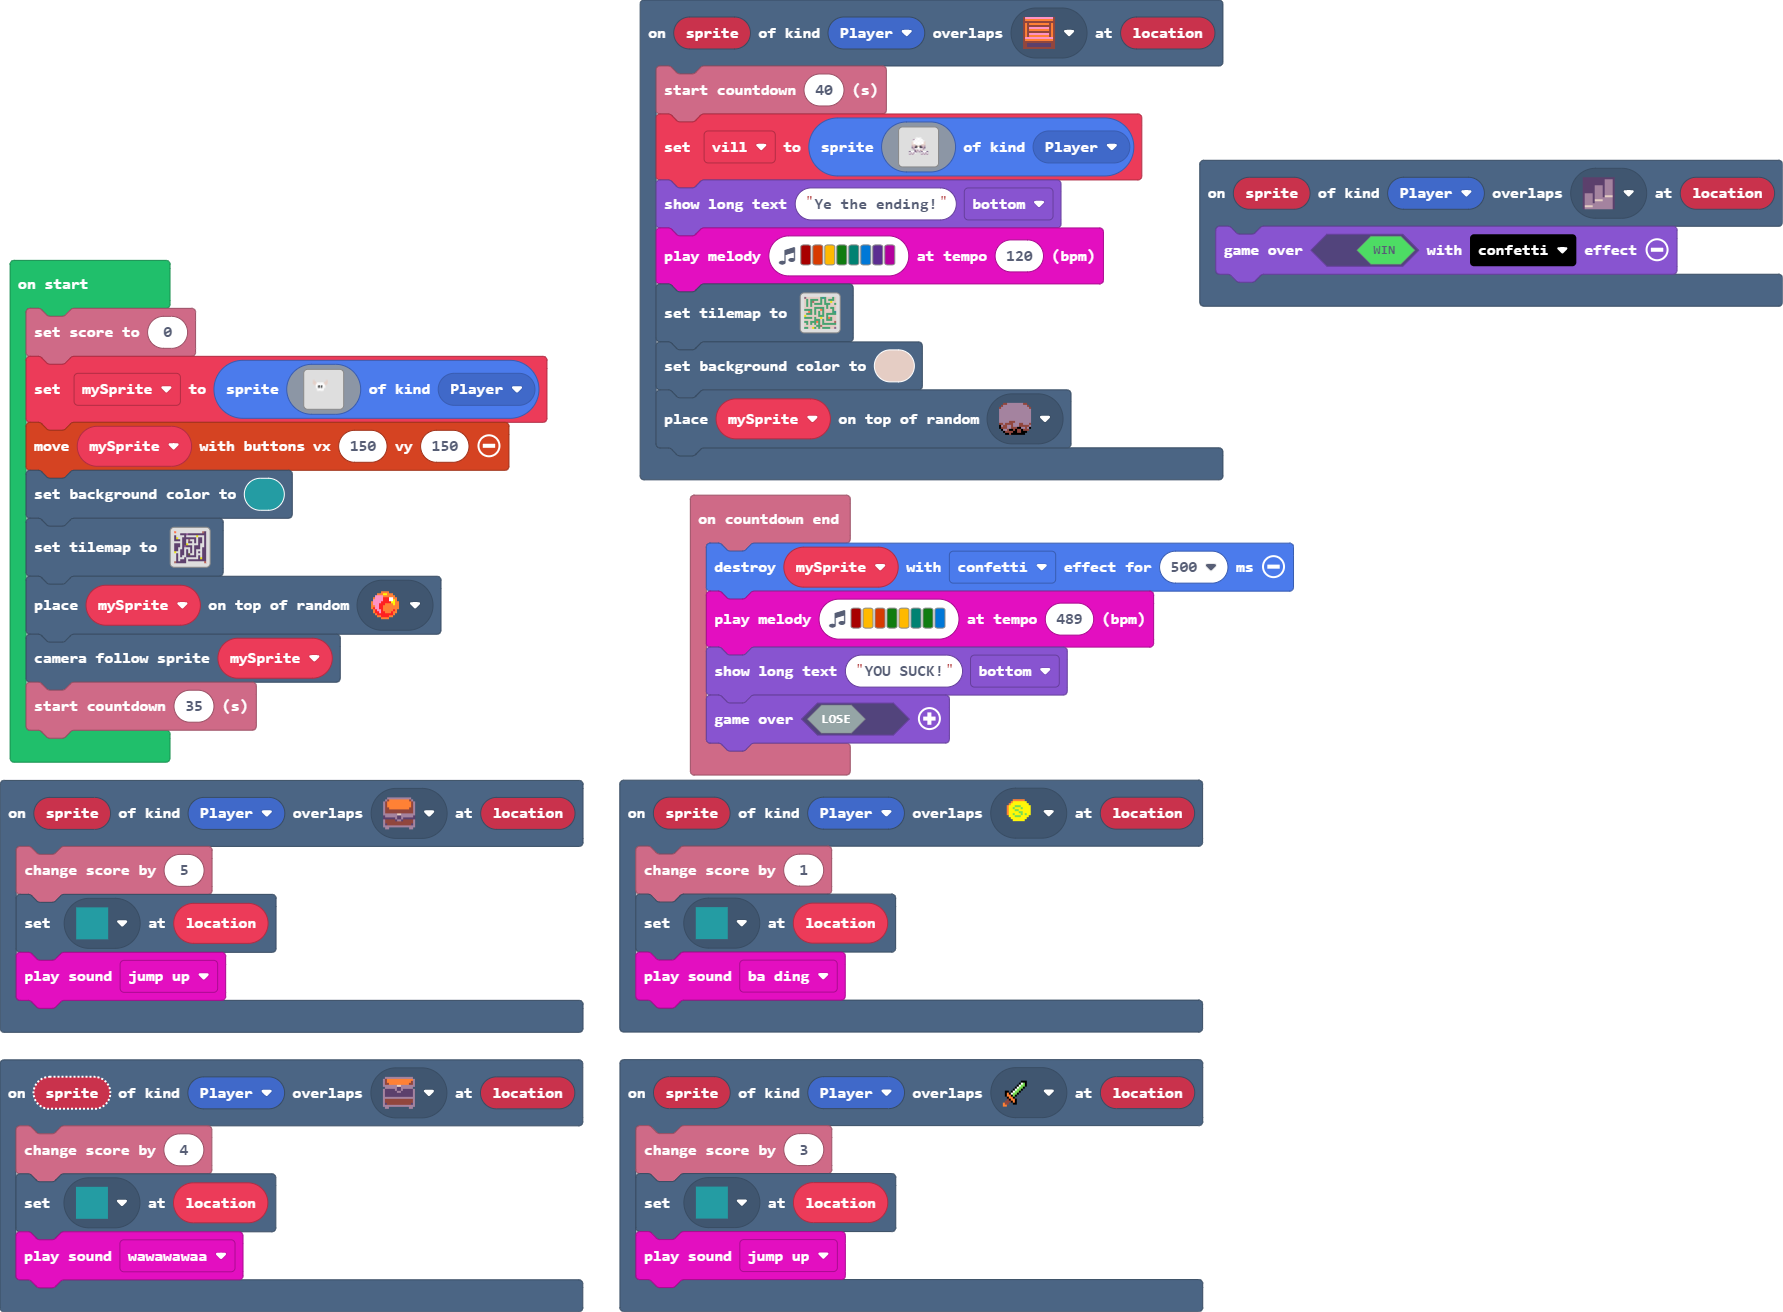 on start
set score to 0
set mySprite to sprite of kind Player
move mySprite with buttons vx 150 vy 150
set background color to
set tilemap to
place mySprite on top of random
camera follow sprite mySprite
start countdown 35 (s)
on sprite of kind Player overlaps at location
start countdown 40 (s)
set vill to sprite of kind Player
show long text "Ye the ending!" bottom
play melody at tempo 120 (bpm)
set tilemap to
set background color to
place mySprite on top of random
on sprite of kind Player overlaps at location
game over WIN with confetti effect
on countdown end
destroy mySprite with confetti effect for 500 ms
play melody at tempo 489 (bpm)
show long text "YOU SUCK!" bottom
game over LOSE
on sprite of kind Player overlaps at location
change score by 5
set at location
play sound jump up
on sprite of kind Player overlaps at location
change score by 1
set at location
play sound ba ding
on sprite of kind Player overlaps at location
change score by 4
set at location
play sound wawawawaa
on sprite of kind Player overlaps at location
change score by 3
set at location
play sound jump up